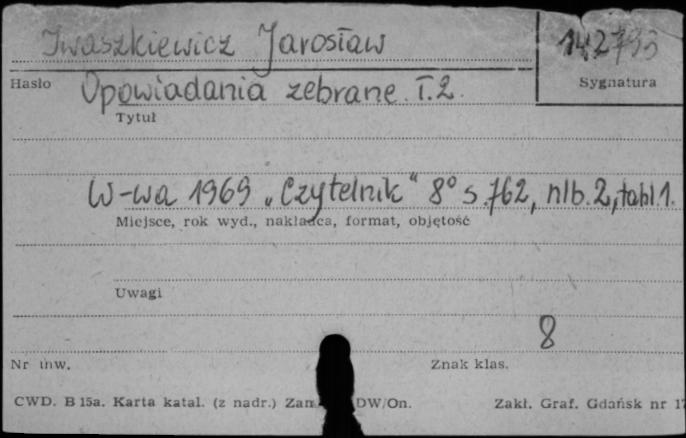 Iwaszkiewicz Jarosław 142793
Hasło Sygnatura
Opowiadania zebrane. T.2.
Tytuł
W-wa 1969 „Czytelnik" 8° s. 762, nlb. 2, tabl 1.
Miejsce, rok wyd., nakładca, format, objętość
Uwagi
8
Nr inw. Znak klas.
CWD. B 15a. Karta katal. (z nadr.) DW/On. Zakł. Graf. Gdańsk nr